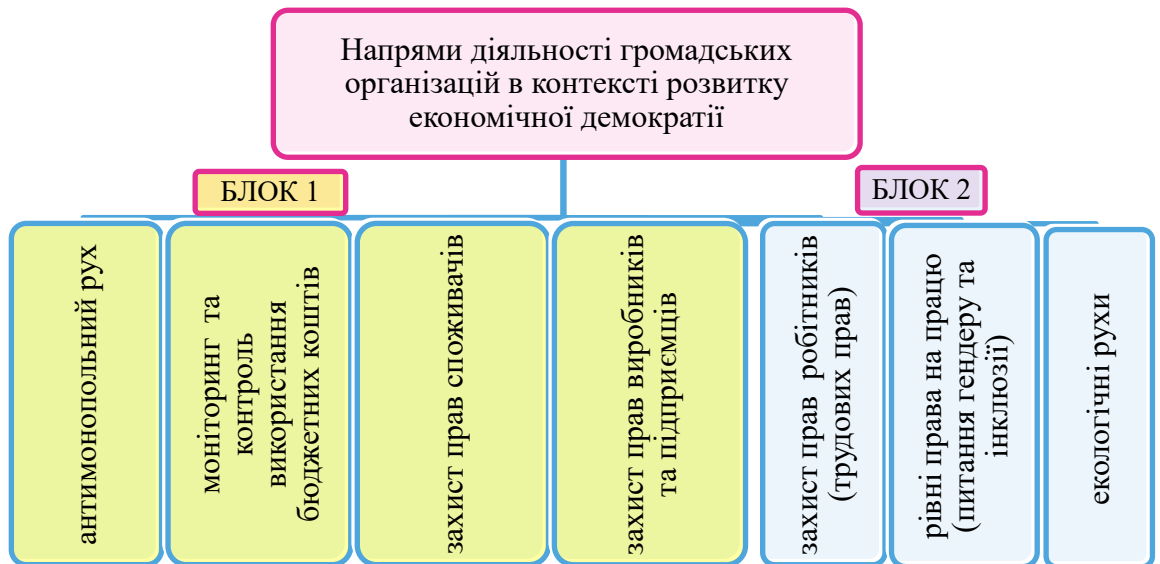 Напрями діяльності громадських
організацій в контексті розвитку
економічної демократії
БЛОК 1
БЛОК 2
антимонопольний рух
моніторинг та
контроль
використання
бюджетних коштів
захист прав споживачів
захист прав виробників
та підприємців
захист прав робітників
(трудових прав)
рівні права на працю
(питання гендеру та
інклюзії)
екологічні рухи